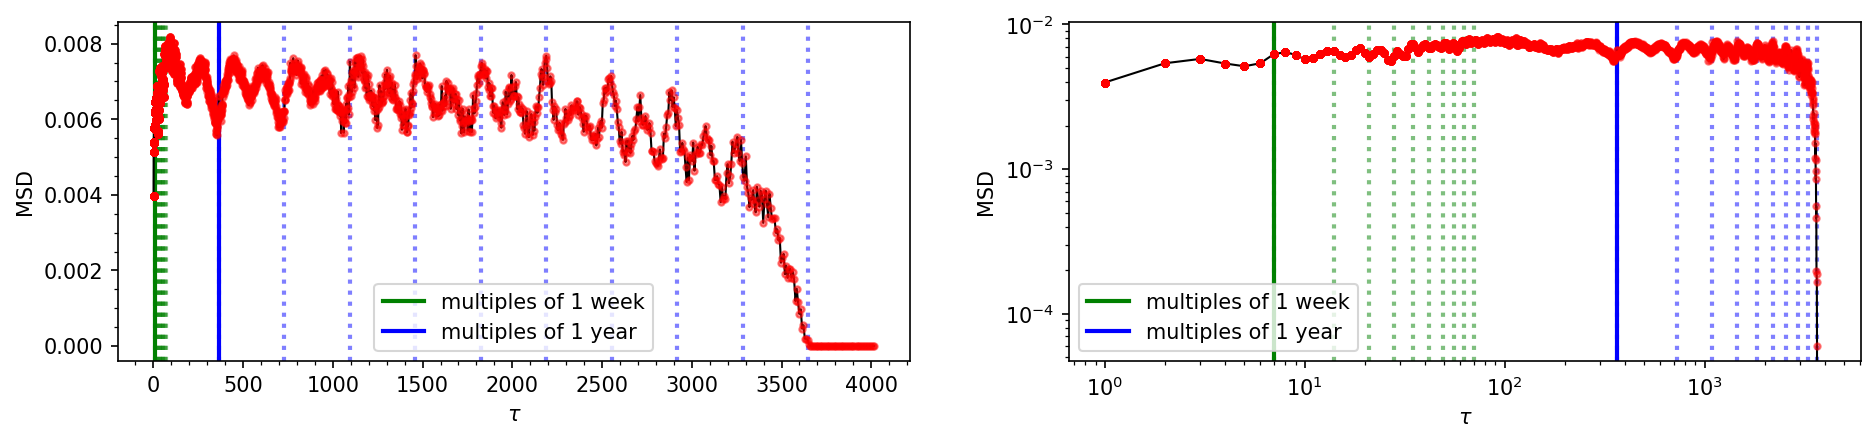 MSD
0.008
0.006
0.004
0.002
0.000
multiples of 1 week
multiples of 1 year
0 500 1000 1500 2000 2500 3000 3500 4000
τ
MSD
10⁻²
10⁻³
10⁻⁴
multiples of 1 week
multiples of 1 year
10⁰ 10¹ 10² 10³
τ